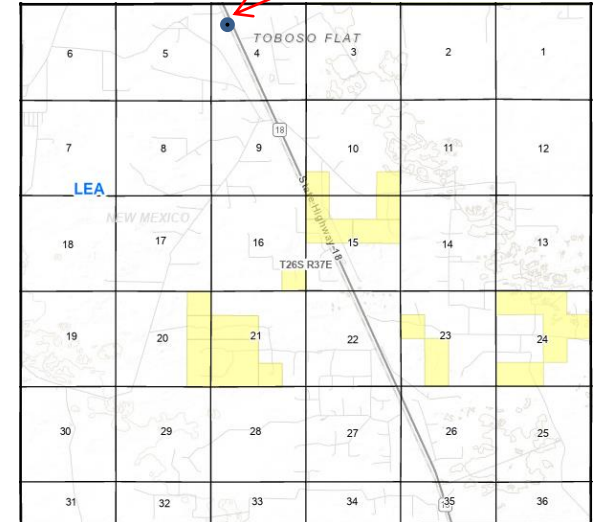 TOBOSO FLAT
6 5 4 3 2 1
18
7 8 9 10 11 12
LEA
NEW MEXICO
State Highway 18
18 17 16 15 14 13
T26S R37E
19 20 21 22 23 24
30 29 28 27 26 25
31 32 33 34 35 36